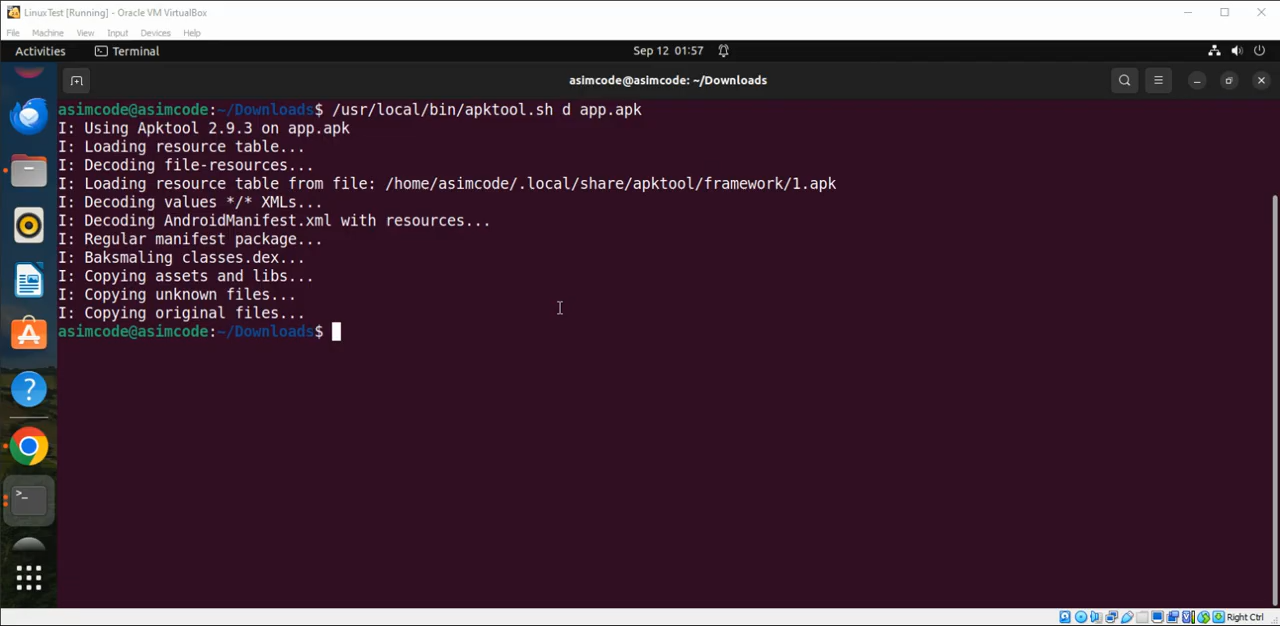 LinuxTest [Running] - Oracle VM VirtualBox
File Machine View Input Devices Help
Activities Terminal Sep 12 01:57
asimcode@asimcode: ~/Downloads
asimcode@asimcode:~/Downloads$ /usr/local/bin/apktool.sh d app.apk
I: Using Apktool 2.9.3 on app.apk
I: Loading resource table...
I: Decoding file-resources...
I: Loading resource table from file: /home/asimcode/.local/share/apktool/framework/1.apk
I: Decoding values */* XMLs...
I: Decoding AndroidManifest.xml with resources...
I: Regular manifest package...
I: Baksmaling classes.dex...
I: Copying assets and libs...
I: Copying unknown files...
I: Copying original files...
asimcode@asimcode:~/Downloads$
Right Ctrl